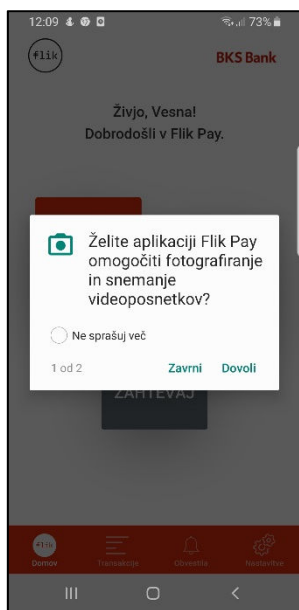 12:09
73%
flik
BKS Bank
Živjo, Vesna!
Dobrodošli v Flik Pay.
Želite aplikaciji Flik Pay
omogočiti fotografiranje
in snemanje
videoposnetkov?
Ne sprašuj več
1 od 2
Zavrni
Dovoli
ZAHTEVAJ
flik
Domov
Transakcije
Obvestila
Nastavitve